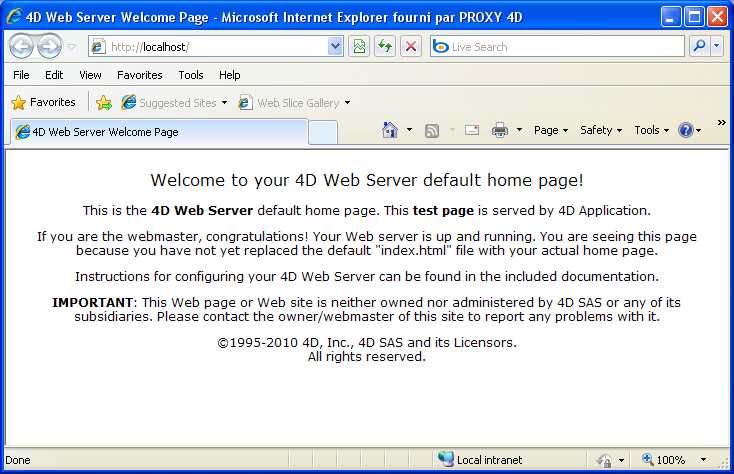 4D Web Server Welcome Page - Microsoft Internet Explorer fourni par PROXY 4D
http://localhost/
Live Search
File Edit View Favorites Tools Help
Favorites Suggested Sites Web Slice Gallery
4D Web Server Welcome Page Page Safety Tools »
Welcome to your 4D Web Server default home page!
This is the 4D Web Server default home page. This test page is served by 4D Application.
If you are the webmaster, congratulations! Your Web server is up and running. You are seeing this page
because you have not yet replaced the default "index.html" file with your actual home page.
Instructions for configuring your 4D Web Server can be found in the included documentation.
IMPORTANT: This Web page or Web site is neither owned nor administered by 4D SAS or any of its
subsidiaries. Please contact the owner/webmaster of this site to report any problems with it.
©1995-2010 4D, Inc., 4D SAS and its Licensors.
All rights reserved.
Done Local intranet 100%